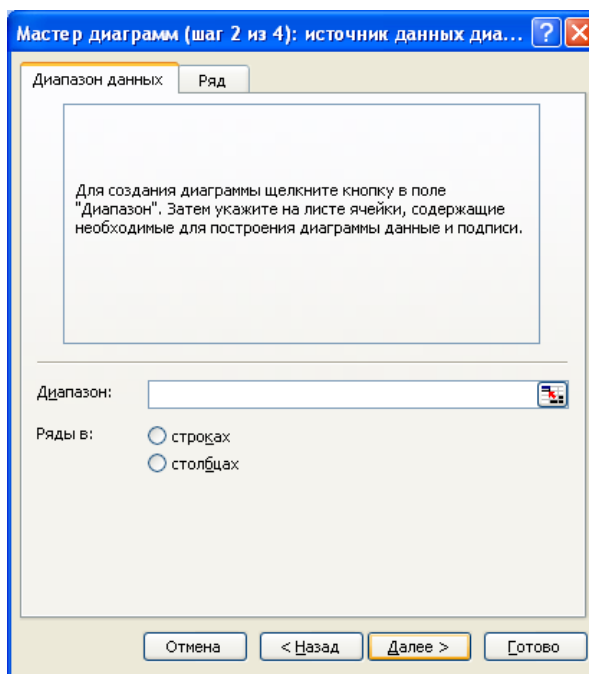 Мастер диаграмм (шаг 2 из 4): источник данных диа... ?
Диапазон данных Ряд
Для создания диаграммы щелкните кнопку в поле
"Диапазон". Затем укажите на листе ячейки, содержащие
необходимые для построения диаграммы данные и подписи.
Диапазон:
Ряды в: строках
столбцах
Отмена < Назад Далее > Готово